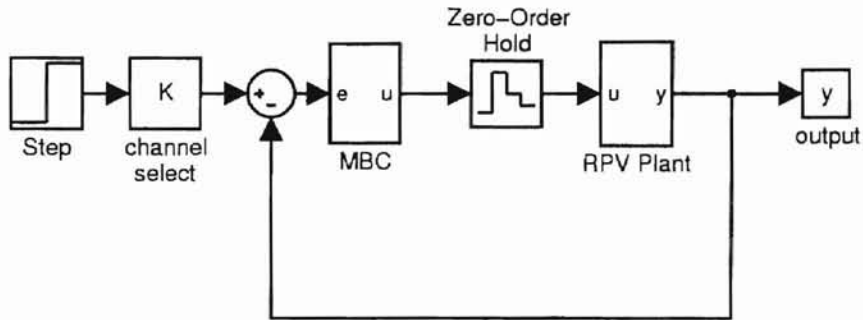 Zero-Order
Hold
K
+
-
e u
u y
y
Step
channel
select
MBC
RPV Plant
output